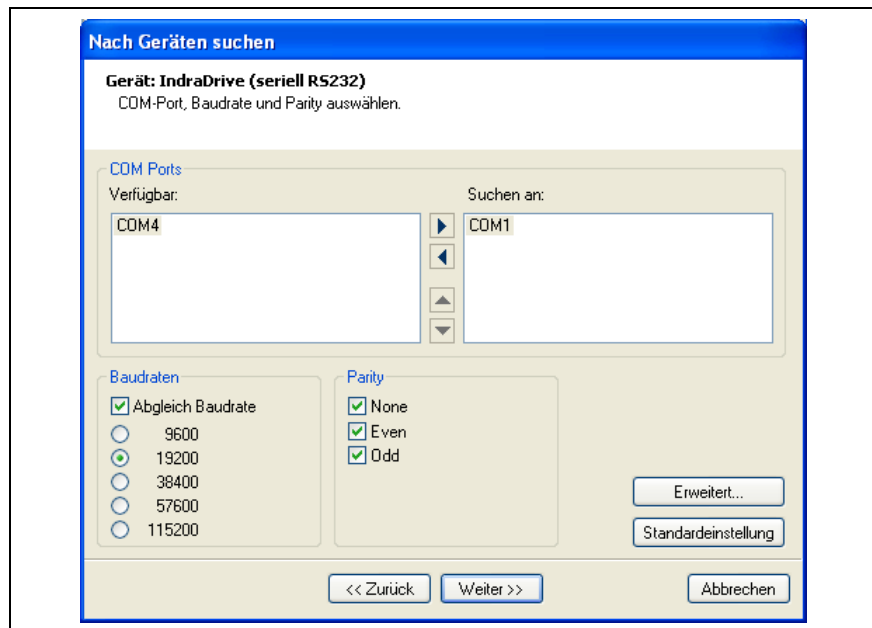 Nach Geräten suchen
Gerät: IndraDrive (seriell RS232)
COM-Port, Baudrate und Parity auswählen.
COM Ports
Verfügbar:
Suchen an:
COM4
COM1
Baudraten
Abgleich Baudrate
9600
19200
38400
57600
115200
Parity
None
Even
Odd
Erweitert...
Standardeinstellung
<< Zurück
Weiter >>
Abbrechen